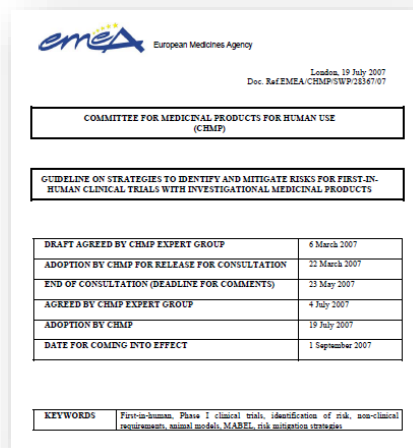 emea
European Medicines Agency
London, 19 July 2007
Doc. Ref.EMEA/CHMP/SWP/28367/07
COMMITTEE FOR MEDICINAL PRODUCTS FOR HUMAN USE
(CHMP)
GUIDELINE ON STRATEGIES TO IDENTIFY AND MITIGATE RISKS FOR FIRST-IN-
HUMAN CLINICAL TRIALS WITH INVESTIGATIONAL MEDICINAL PRODUCTS
DRAFT AGREED BY CHMP EXPERT GROUP 6 March 2007
ADOPTION BY CHMP FOR RELEASE FOR CONSULTATION 22 March 2007
END OF CONSULTATION (DEADLINE FOR COMMENTS) 23 May 2007
AGREED BY CHMP EXPERT GROUP 4 July 2007
ADOPTION BY CHMP 19 July 2007
DATE FOR COMING INTO EFFECT 1 September 2007
KEYWORDS First-in-human, Phase I clinical trials, identification of risk, non-clinical
requirements, animal models, MABEL, risk mitigation strategies